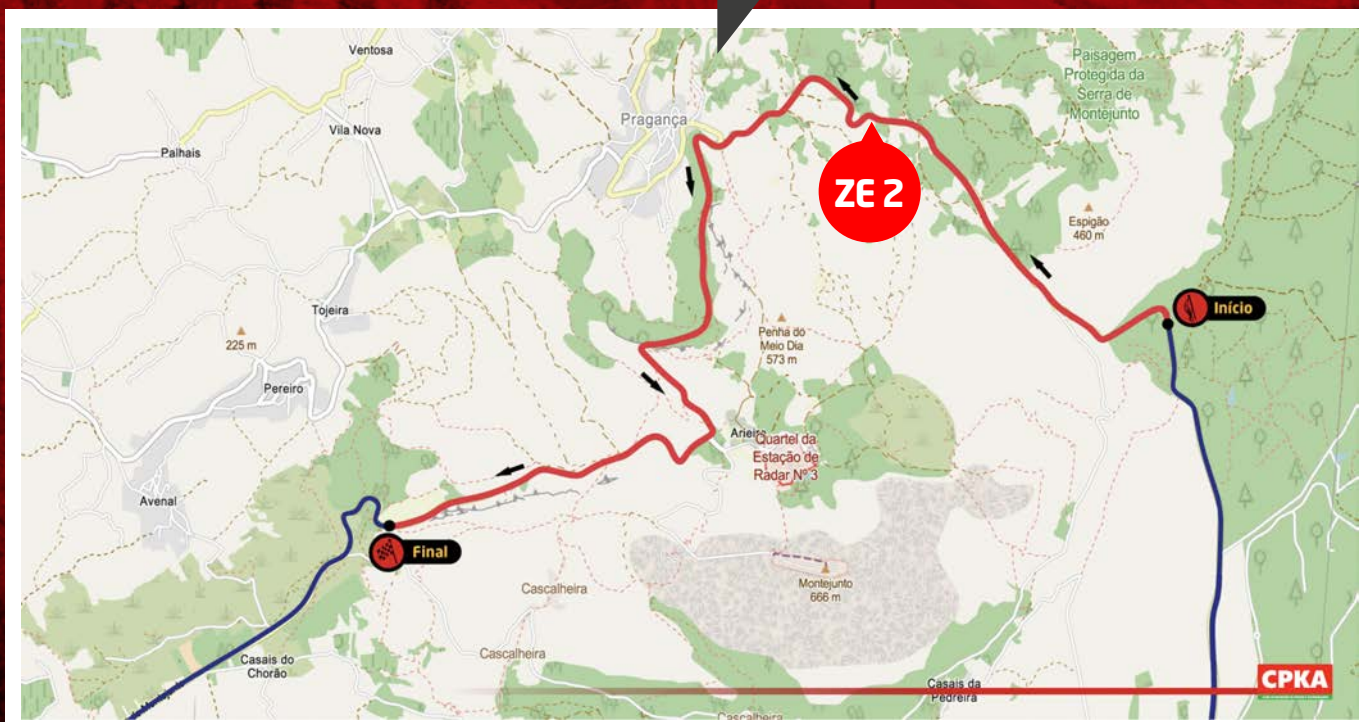 Ventosa
Paisagem
Protegida da
Serra de
Montejunto
Pragança
Vila Nova
Palhais
ZE 2
Espigão
460 m
Início
Tojeira
225 m
Penha do
Meio Dia
573 m
Pereiro
Arieiro
Quartel da
Estação de
Radar Nº 3
Avenal
Final
Montejunto
666 m
Cascalheira
Cascalheira
Casais do
Chorão
Casais da
Pedreira
CPKA
Cascalheira